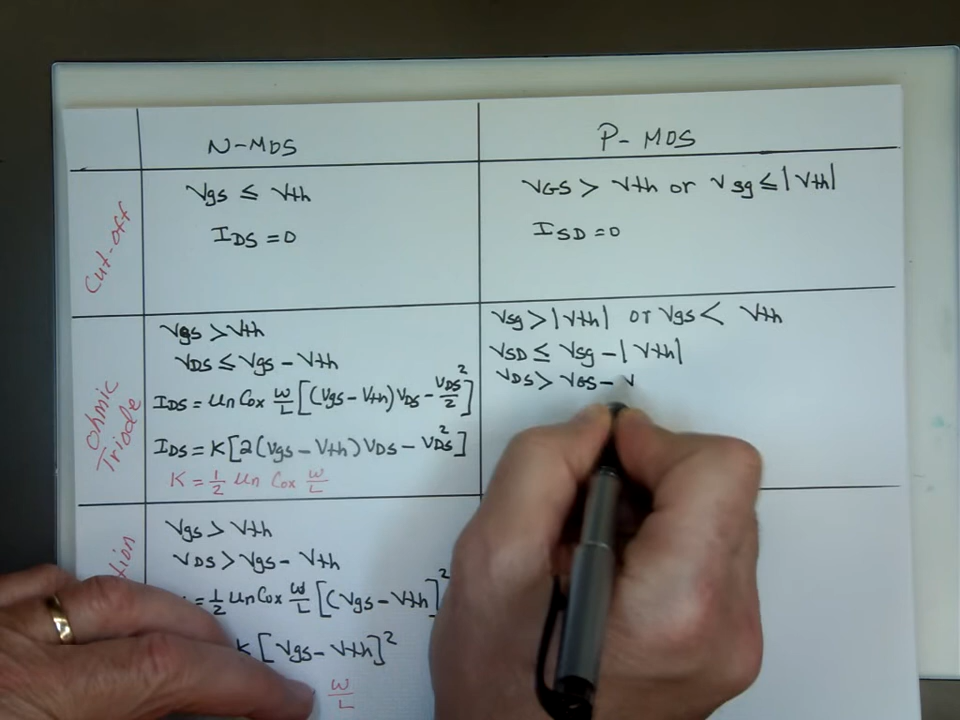 N-MOS
P-MOS
Cut-off
Vgs ≤ Vth
IDS = 0
VGS > Vth or Vsg ≤ |Vth|
ISD = 0
Ohmic
Triode
Vgs > Vth
VDS ≤ Vgs - Vth
IDS = un Cox W/L [(Vgs - Vth) VDS - VDS²/2]
IDS = K[2(Vgs - Vth) VDS - VDS²]
K = 1/2 un Cox W/L
Vsg > |Vth| or Vgs < Vth
VSD ≤ Vsg - |Vth|
VDS > VGS - V
Vgs > Vth
VDS > Vgs - Vth
= 1/2 un Cox W/L [(Vgs - Vth]²
K [Vgs - Vth]²
W/L